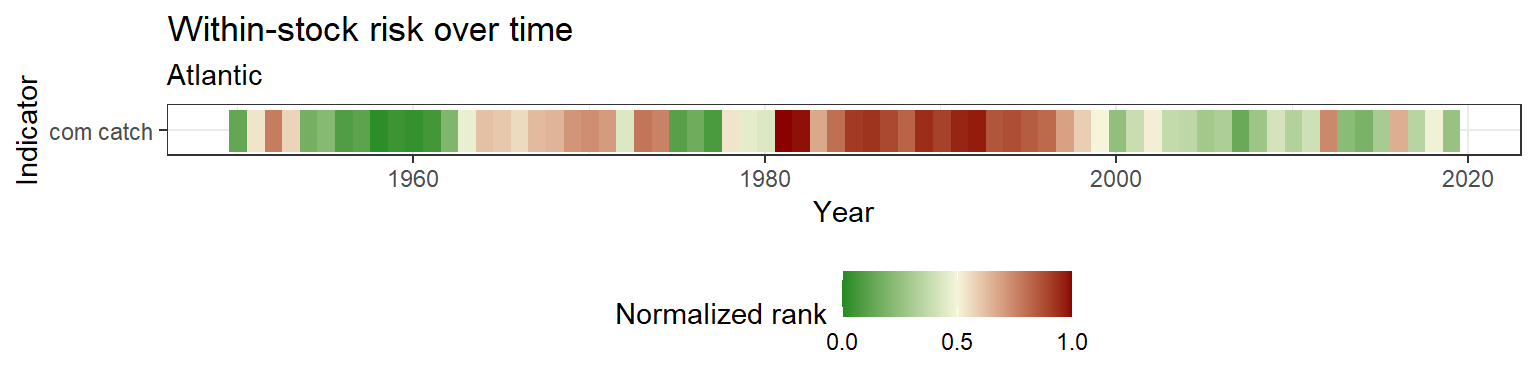 Within-stock risk over time
Atlantic
Indicator
com catch
1960 1980 2000 2020
Year
Normalized rank
0.0 0.5 1.0